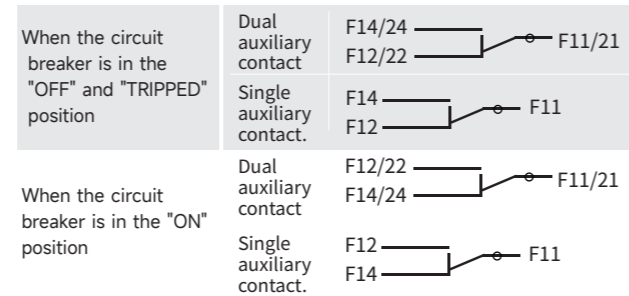 When the circuit
breaker is in the
"OFF" and "TRIPPED"
position
Dual
auxiliary
contact
F14/24
F12/22
F11/21
Single
auxiliary
contact.
F14
F12
F11
When the circuit
breaker is in the "ON"
position
Dual
auxiliary
contact
F12/22
F14/24
F11/21
Single
auxiliary
contact.
F12
F14
F11